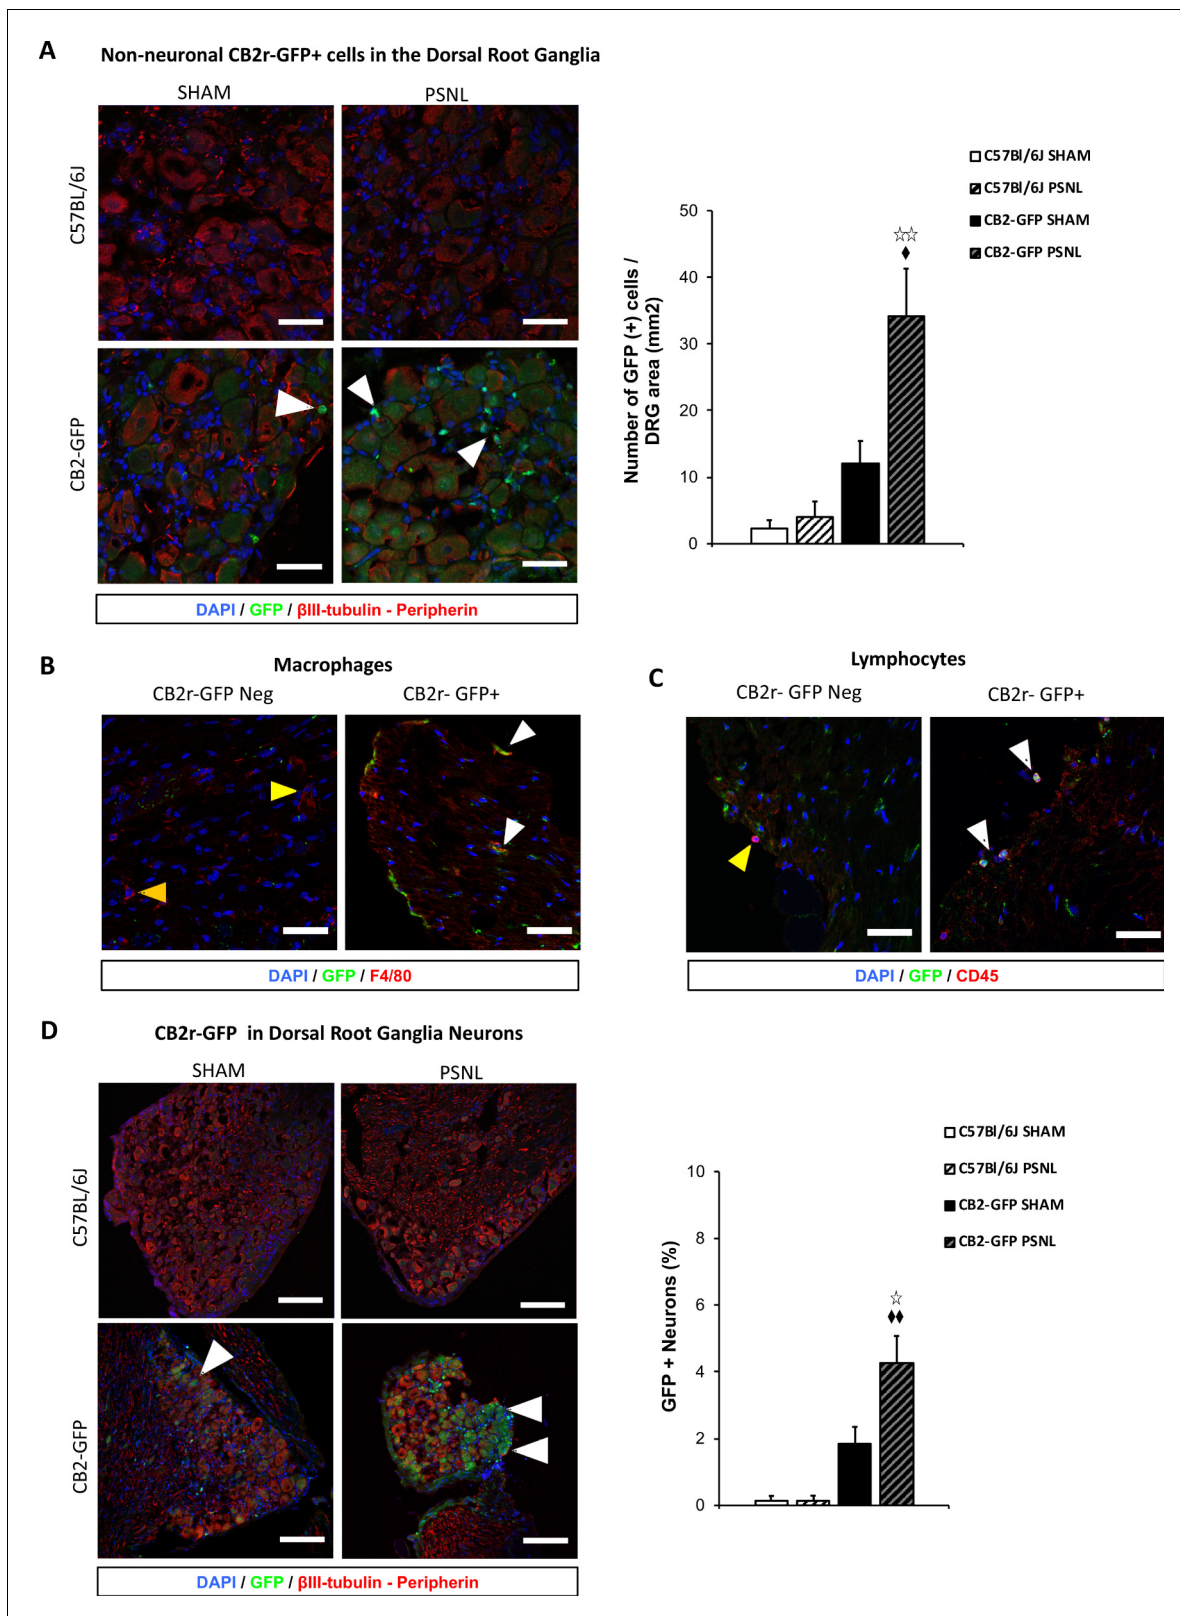 A
Non-neuronal CB2r-GFP+ cells in the Dorsal Root Ganglia
SHAM
PSNL
C57BL/6J
CB2-GFP
DAPI / GFP / βIII-tubulin - Peripherin
C57Bl/6J SHAM
C57Bl/6J PSNL
CB2-GFP SHAM
CB2-GFP PSNL
Number of GFP (+) cells /
DRG area (mm2)
50
40
30
20
10
0
B
Macrophages
CB2r-GFP Neg
CB2r- GFP+
DAPI / GFP / F4/80
C
Lymphocytes
CB2r- GFP Neg
CB2r- GFP+
DAPI / GFP / CD45
D
CB2r-GFP in Dorsal Root Ganglia Neurons
SHAM
PSNL
C57BL/6J
CB2-GFP
DAPI / GFP / βIII-tubulin - Peripherin
C57Bl/6J SHAM
C57Bl/6J PSNL
CB2-GFP SHAM
CB2-GFP PSNL
GFP + Neurons (%)
10
8
6
4
2
0